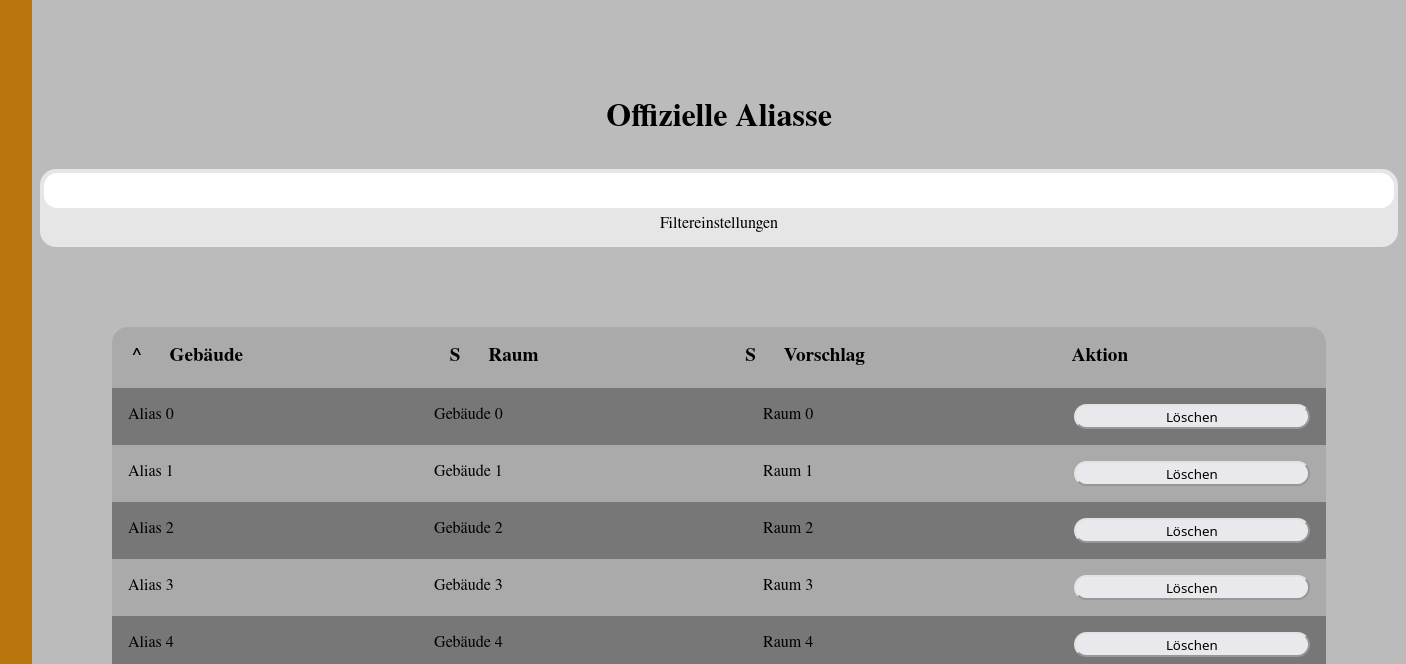 Offizielle Aliasse
Filtereinstellungen
^ Gebäude S Raum S Vorschlag Aktion
Alias 0 Gebäude 0 Raum 0 Löschen
Alias 1 Gebäude 1 Raum 1 Löschen
Alias 2 Gebäude 2 Raum 2 Löschen
Alias 3 Gebäude 3 Raum 3 Löschen
Alias 4 Gebäude 4 Raum 4 Löschen